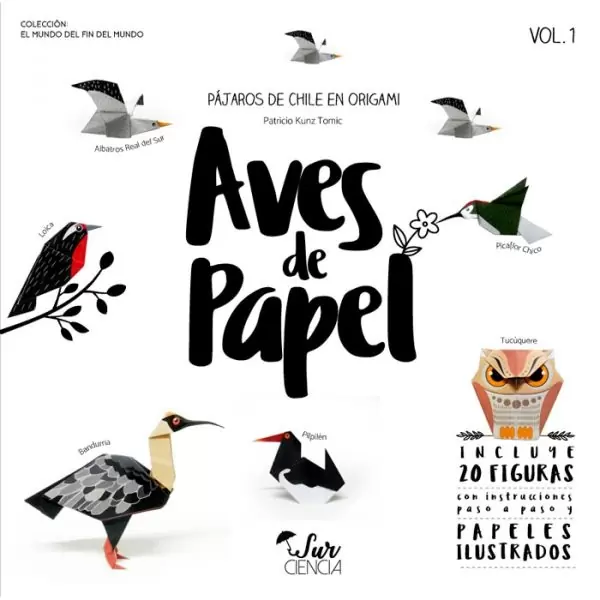 COLECCIÓN:
EL MUNDO DEL FIN DEL MUNDO
VOL. 1
PÁJAROS DE CHILE EN ORIGAMI
Patricio Kunz Tomic
Albatros Real del Sur
Aves
de
Papel
Loica
Picaflor Chico
Tucúquere
Bandurria
Pilpilén
INCLUYE
20 FIGURAS
con instrucciones
paso a paso y
PAPELES
ILUSTRADOS
Sur
CIENCIA